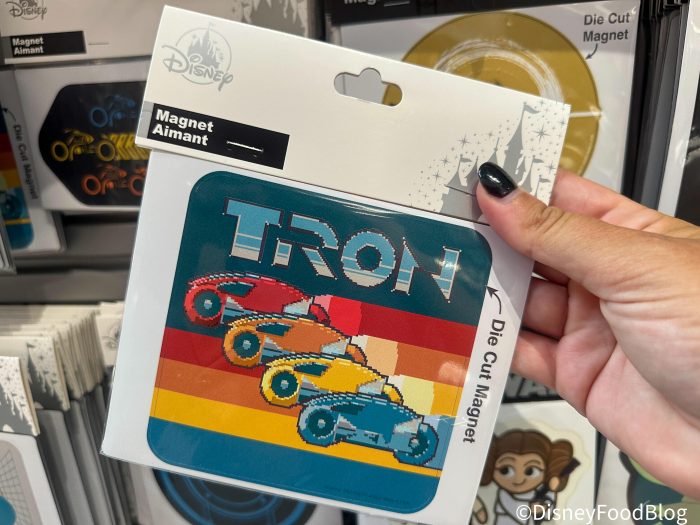 Disney
Magnet
Aimant
TRON
Die Cut Magnet
Die Cut
Magnet
Die Cut Magnet
Magnet
Aimant
©DisneyFoodBlog